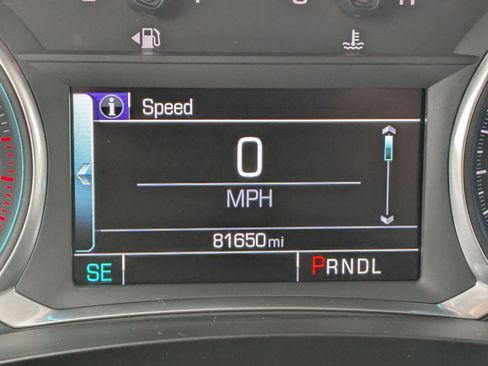 Speed
0
MPH
81650mi
SE
PRNDL